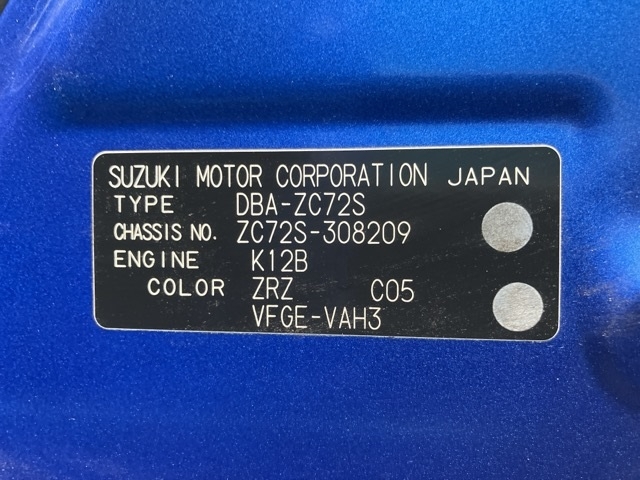 SUZUKI MOTOR CORPORATION JAPAN
TYPE DBA-ZC72S
CHASSIS NO. ZC72S-308209
ENGINE K12B
COLOR ZRZ C05
VFGE-VAH3